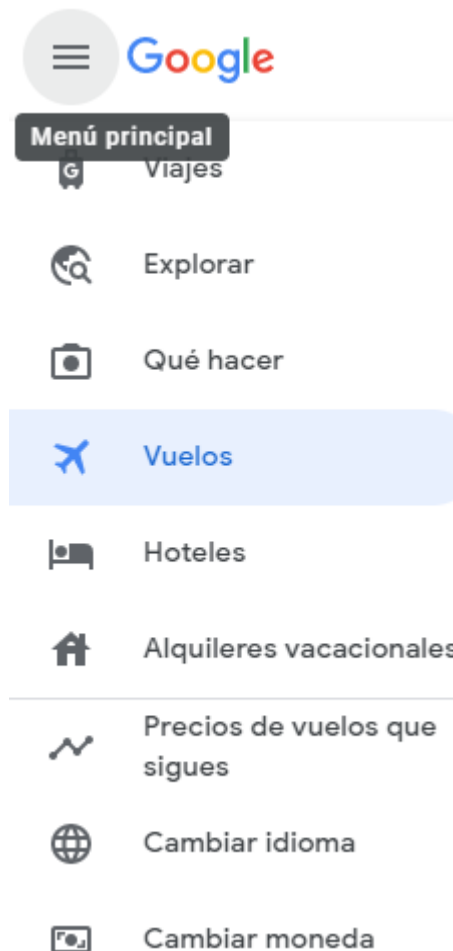 Google
Menú principal
Viajes
Explorar
Qué hacer
Vuelos
Hoteles
Alquileres vacacionales
Precios de vuelos que
sigues
Cambiar idioma
Cambiar moneda